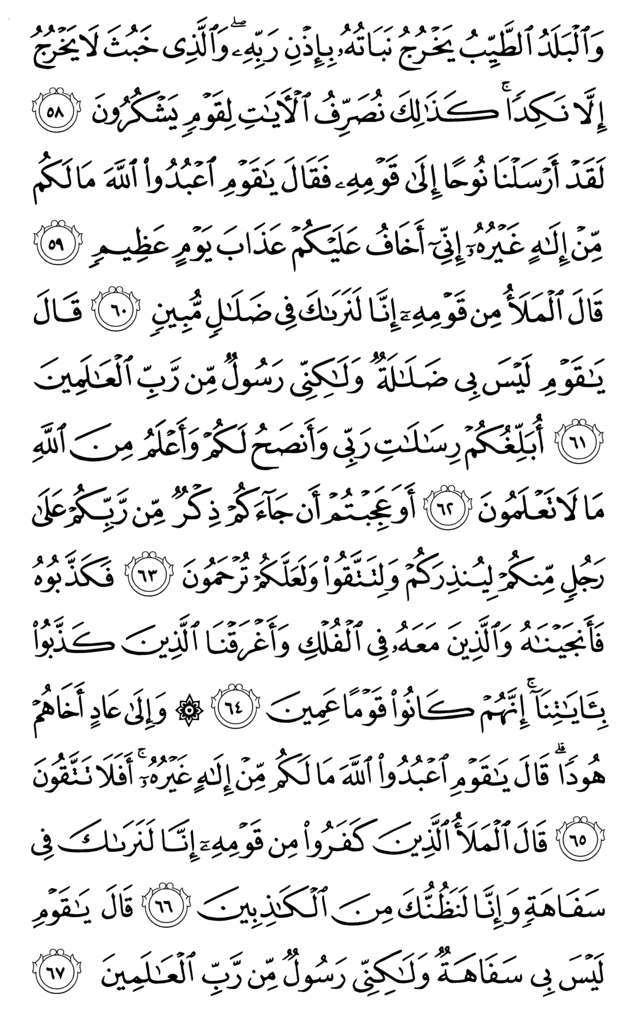 وَٱلۡبَلَدُ ٱلطَّيِّبُ يَخۡرُجُ نَبَاتُهُۥ بِإِذۡنِ رَبِّهِۦۖ وَٱلَّذِي خَبُثَ لَا يَخۡرُجُ
إِلَّا نَكِدٗاۚ كَذَٰلِكَ نُصَرِّفُ ٱلۡأٓيَٰتِ لِقَوۡمٖ يَشۡكُرُونَ ٥٨
لَقَدۡ أَرۡسَلۡنَا نُوحًا إِلَىٰ قَوۡمِهِۦ فَقَالَ يَٰقَوۡمِ ٱعۡبُدُواْ ٱللَّهَ مَا لَكُم
مِّنۡ إِلَٰهٍ غَيۡرُهُۥٓ إِنِّيٓ أَخَافُ عَلَيۡكُمۡ عَذَابَ يَوۡمٍ عَظِيمٖ ٥٩
قَالَ ٱلۡمَلَأُ مِن قَوۡمِهِۦٓ إِنَّا لَنَرَىٰكَ فِي ضَلَٰلٖ مُّبِينٖ ٦٠ قَالَ
يَٰقَوۡمِ لَيۡسَ بِي ضَلَٰلَةٞ وَلَٰكِنِّي رَسُولٞ مِّن رَّبِّ ٱلۡعَٰلَمِينَ
٦١ أُبَلِّغُكُمۡ رِسَٰلَٰتِ رَبِّي وَأَنصَحُ لَكُمۡ وَأَعۡلَمُ مِنَ ٱللَّهِ
مَا لَا تَعۡلَمُونَ ٦٢ أَوَعَجِبۡتُمۡ أَن جَآءَكُمۡ ذِكۡرٞ مِّن رَّبِّكُمۡ عَلَىٰ
رَجُلٖ مِّنكُمۡ لِيُنذِرَكُمۡ وَلِتَتَّقُواْ وَلَعَلَّكُمۡ تُرۡحَمُونَ ٦٣ فَكَذَّبُوهُ
فَأَنجَيۡنَٰهُ وَٱلَّذِينَ مَعَهُۥ فِي ٱلۡفُلۡكِ وَأَغۡرَقۡنَا ٱلَّذِينَ كَذَّبُواْ
بِـَٔايَٰتِنَآۚ إِنَّهُمۡ كَانُواْ قَوۡمًا عَمِينَ ٦٤ ۞ وَإِلَىٰ عَادٍ أَخَاهُمۡ
هُودٗاۚ قَالَ يَٰقَوۡمِ ٱعۡبُدُواْ ٱللَّهَ مَا لَكُم مِّنۡ إِلَٰهٍ غَيۡرُهُۥٓۚ أَفَلَا تَتَّقُونَ
٦٥ قَالَ ٱلۡمَلَأُ ٱلَّذِينَ كَفَرُواْ مِن قَوۡمِهِۦٓ إِنَّا لَنَرَىٰكَ فِي
سَفَاهَةٖ وَإِنَّا لَنَظُنُّكَ مِنَ ٱلۡكَٰذِبِينَ ٦٦ قَالَ يَٰقَوۡمِ
لَيۡسَ بِي سَفَاهَةٞ وَلَٰكِنِّي رَسُولٞ مِّن رَّبِّ ٱلۡعَٰلَمِينَ ٦٧